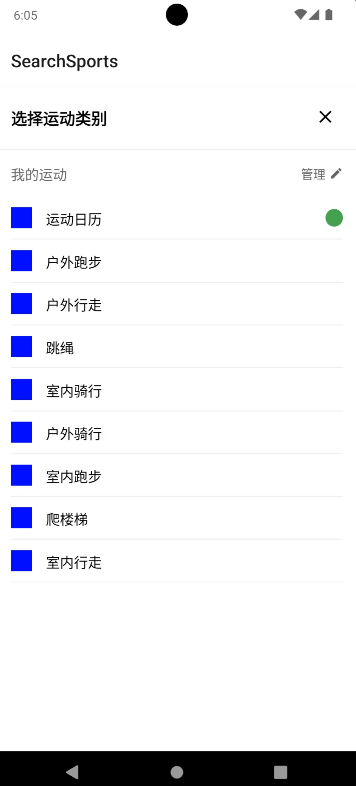 6:05
SearchSports
选择运动类别
我的运动 管理
运动日历
户外跑步
户外行走
跳绳
室内骑行
户外骑行
室内跑步
爬楼梯
室内行走